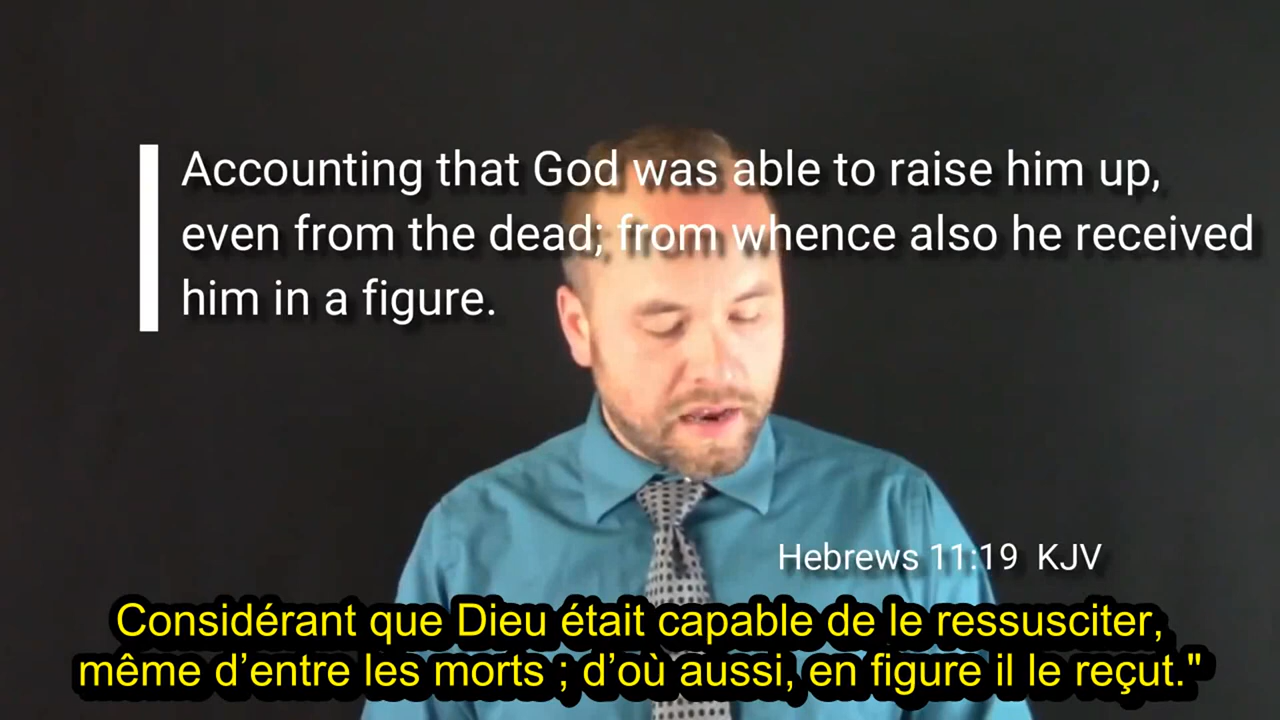 Accounting that God was able to raise him up,
even from the dead; from whence also he received
him in a figure.
Hebrews 11:19 KJV
Considérant que Dieu était capable de le ressusciter,
même d’entre les morts ; d’où aussi, en figure il le reçut."